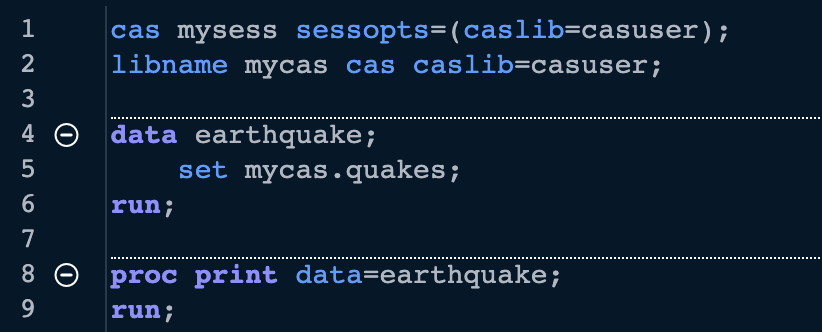 1 cas mysess sessopts=(caslib=casuser);
2 libname mycas cas caslib=casuser;
3
4 data earthquake;
5     set mycas.quakes;
6 run;
7
8 proc print data=earthquake;
9 run;